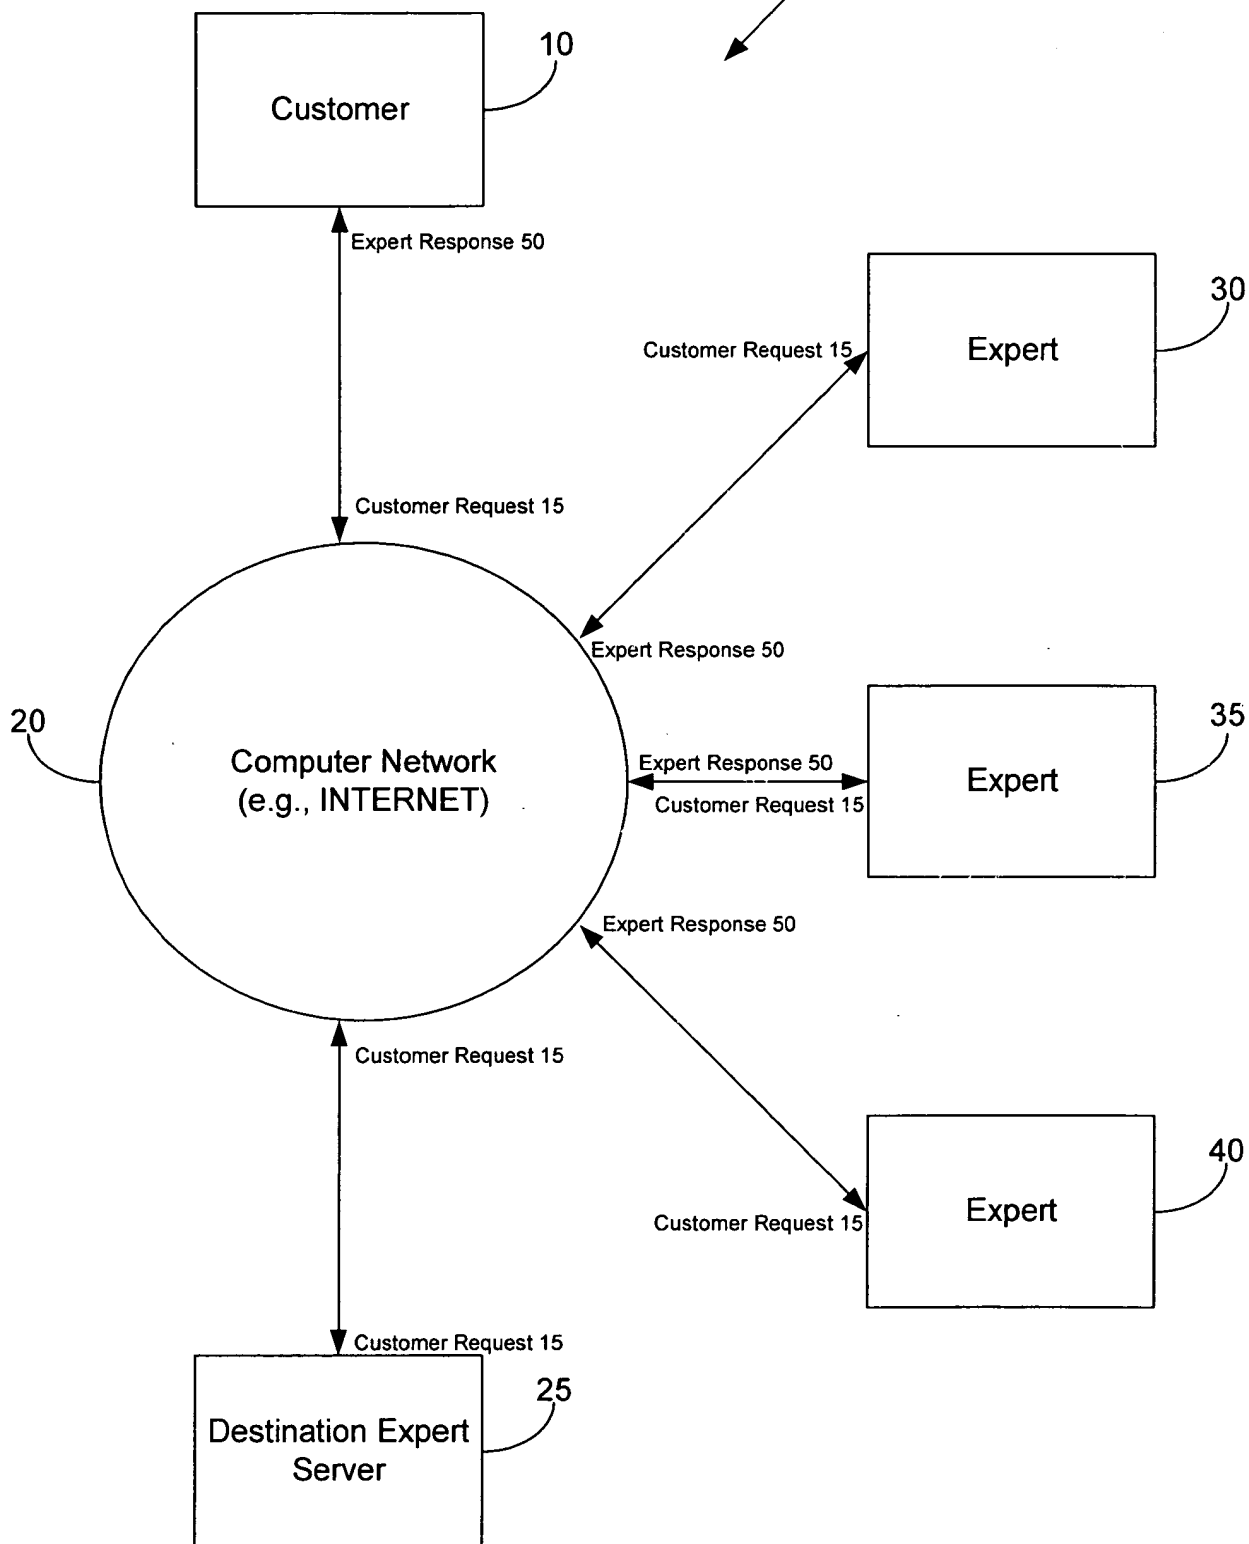 10
Customer
Expert Response 50
30
Customer Request 15
Expert
Customer Request 15
Expert Response 50
20
35
Computer Network
(e.g., INTERNET)
Expert Response 50
Customer Request 15
Expert
Expert Response 50
Customer Request 15
40
Customer Request 15
Expert
Customer Request 15
25
Destination Expert
Server